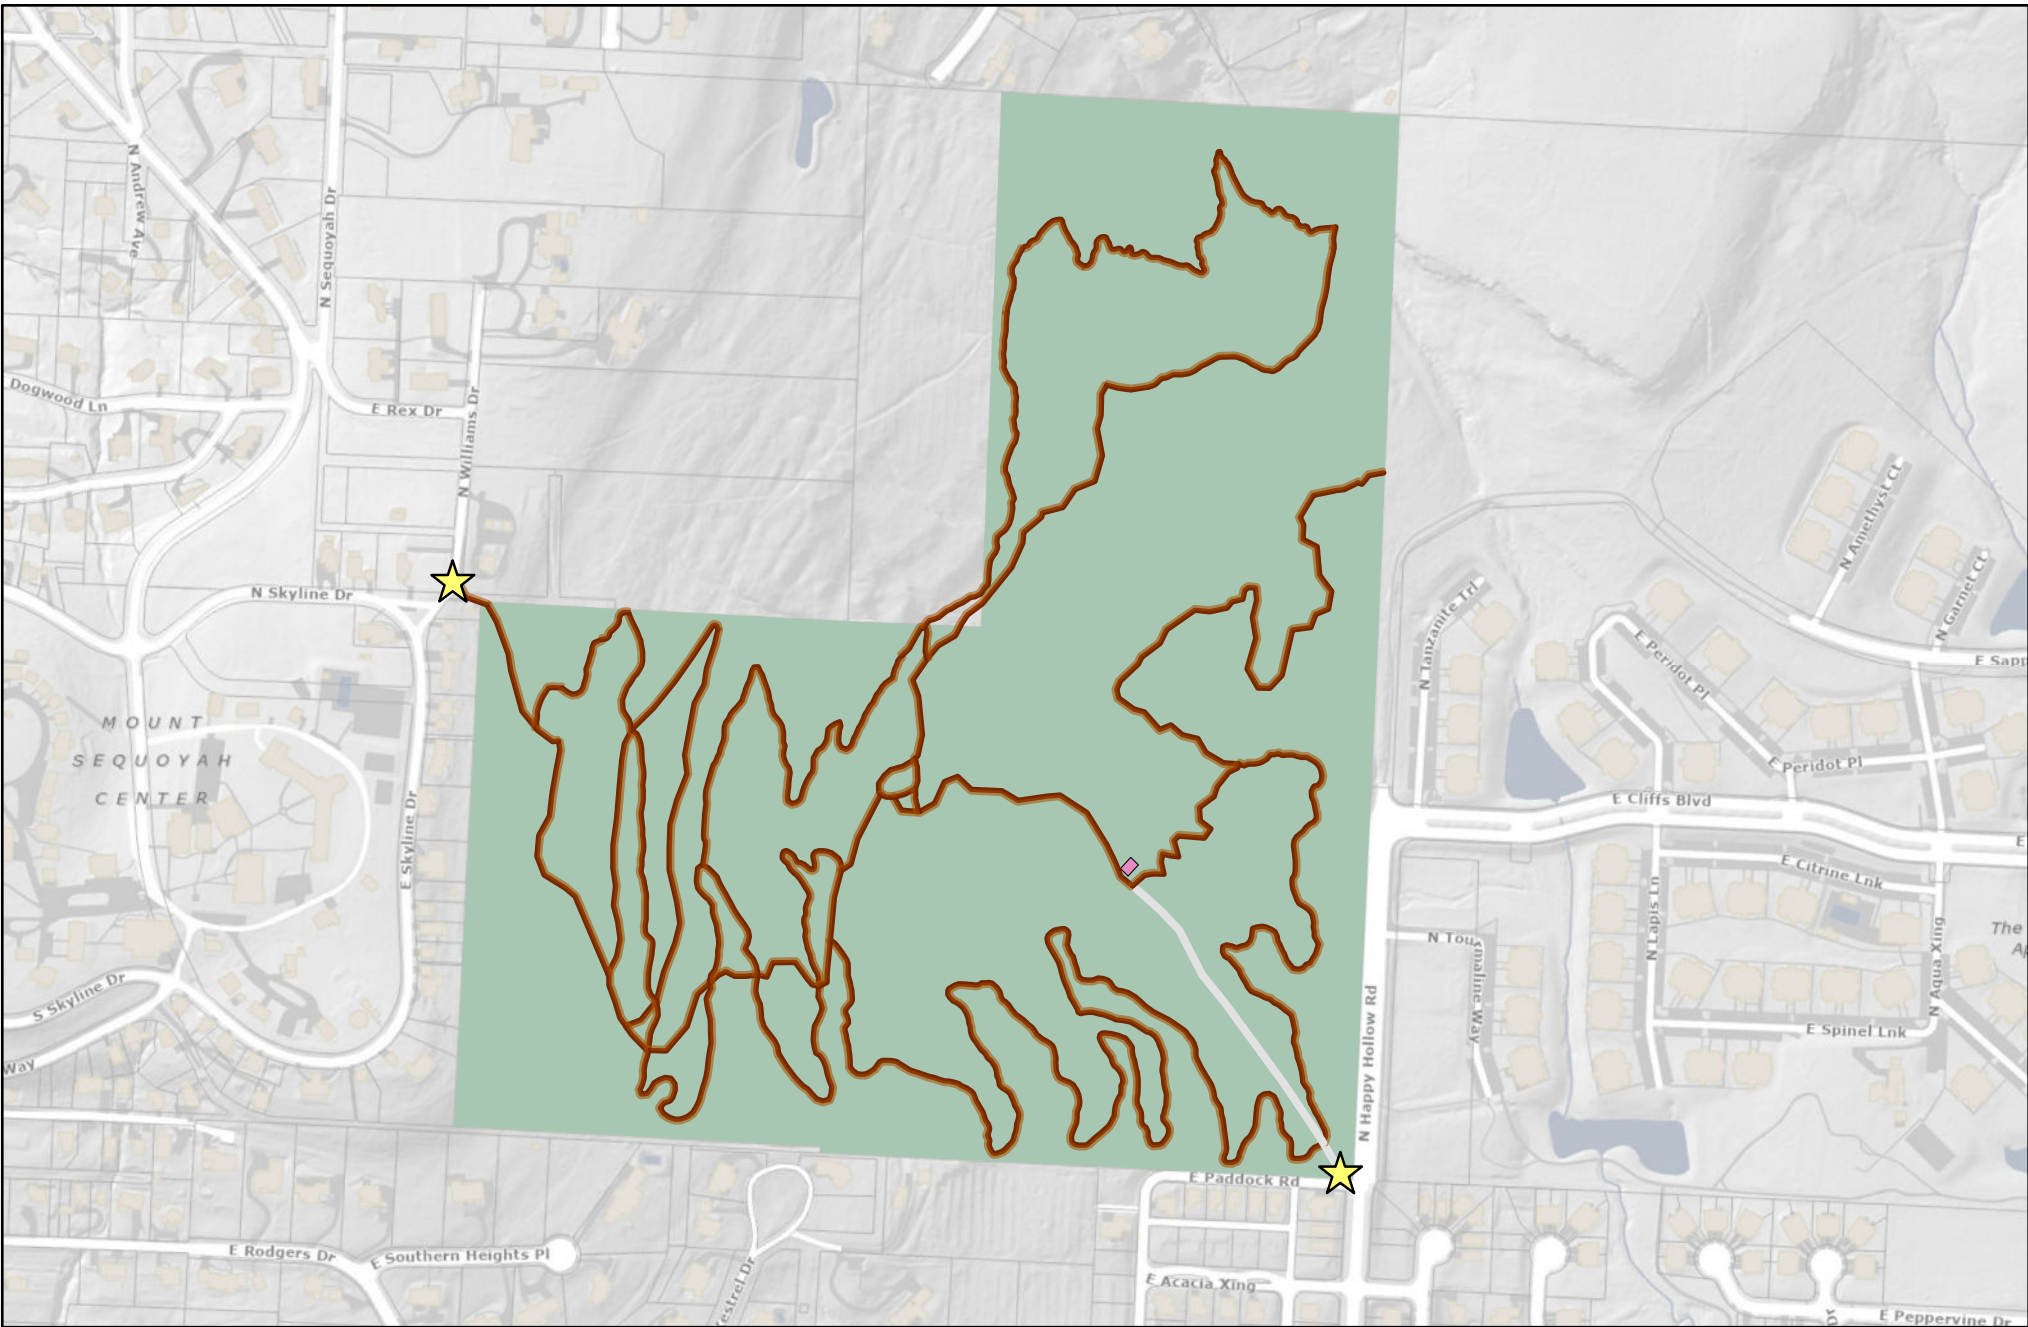 N Andrew Ave
N Sequoyah Dr
Dogwood Ln
E Rex Dr
N Williams Dr
N Skyline Dr
MOUNT
SEQUOYAH
CENTER
E Skyline Dr
S Skyline Dr
Way
E Rodgers Dr
E Southern Heights Pl
E Paddock Rd
E Acacia Xing
N Happy Hollow Rd
N Tanzanite Trl
N Amethyst Ct
N Garnet Ct
E Sapp
E Peridot Pl
E Peridot Pl
E Cliffs Blvd
E
E Citrine Lnk
N Lapis Ln
N Tourmaline Way
N Aqua Xing
The
Ap
E Spinel Lnk
E Peppervine Dr